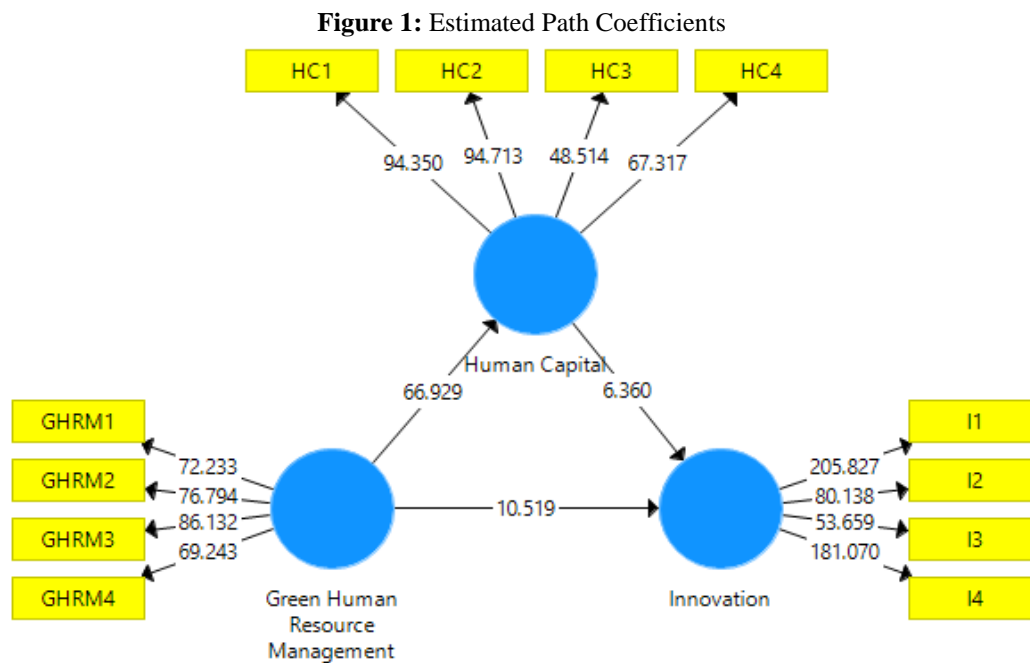 Figure 1: Estimated Path Coefficients
HC1 HC2 HC3 HC4
94.350 94.713 48.514 67.317
Human Capital
66.929 6.360
GHRM1
GHRM2
GHRM3
GHRM4
72.233
76.794
86.132
69.243
10.519
205.827
80.138
53.659
181.070
I1
I2
I3
I4
Green Human
Resource
Management
Innovation